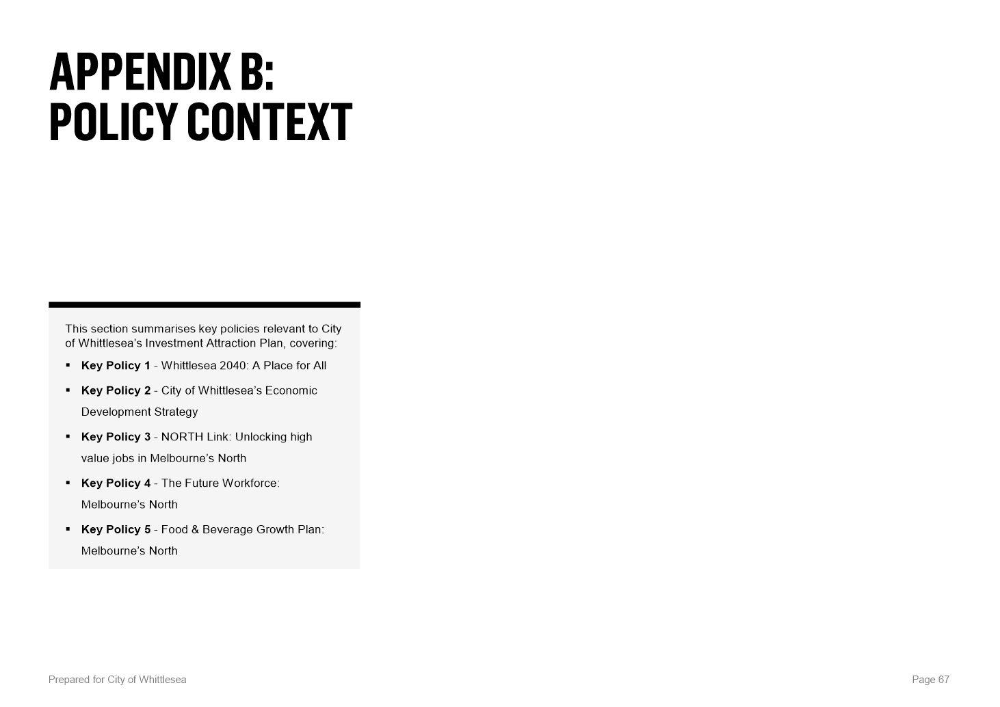 APPENDIX B:
POLICY CONTEXT
This section summarises key policies relevant to City
of Whittlesea’s Investment Attraction Plan, covering:
▪ Key Policy 1 - Whittlesea 2040: A Place for All
▪ Key Policy 2 - City of Whittlesea’s Economic
Development Strategy
▪ Key Policy 3 - NORTH Link: Unlocking high
value jobs in Melbourne’s North
▪ Key Policy 4 - The Future Workforce:
Melbourne’s North
▪ Key Policy 5 - Food & Beverage Growth Plan:
Melbourne’s North
Prepared for City of Whittlesea
Page 67